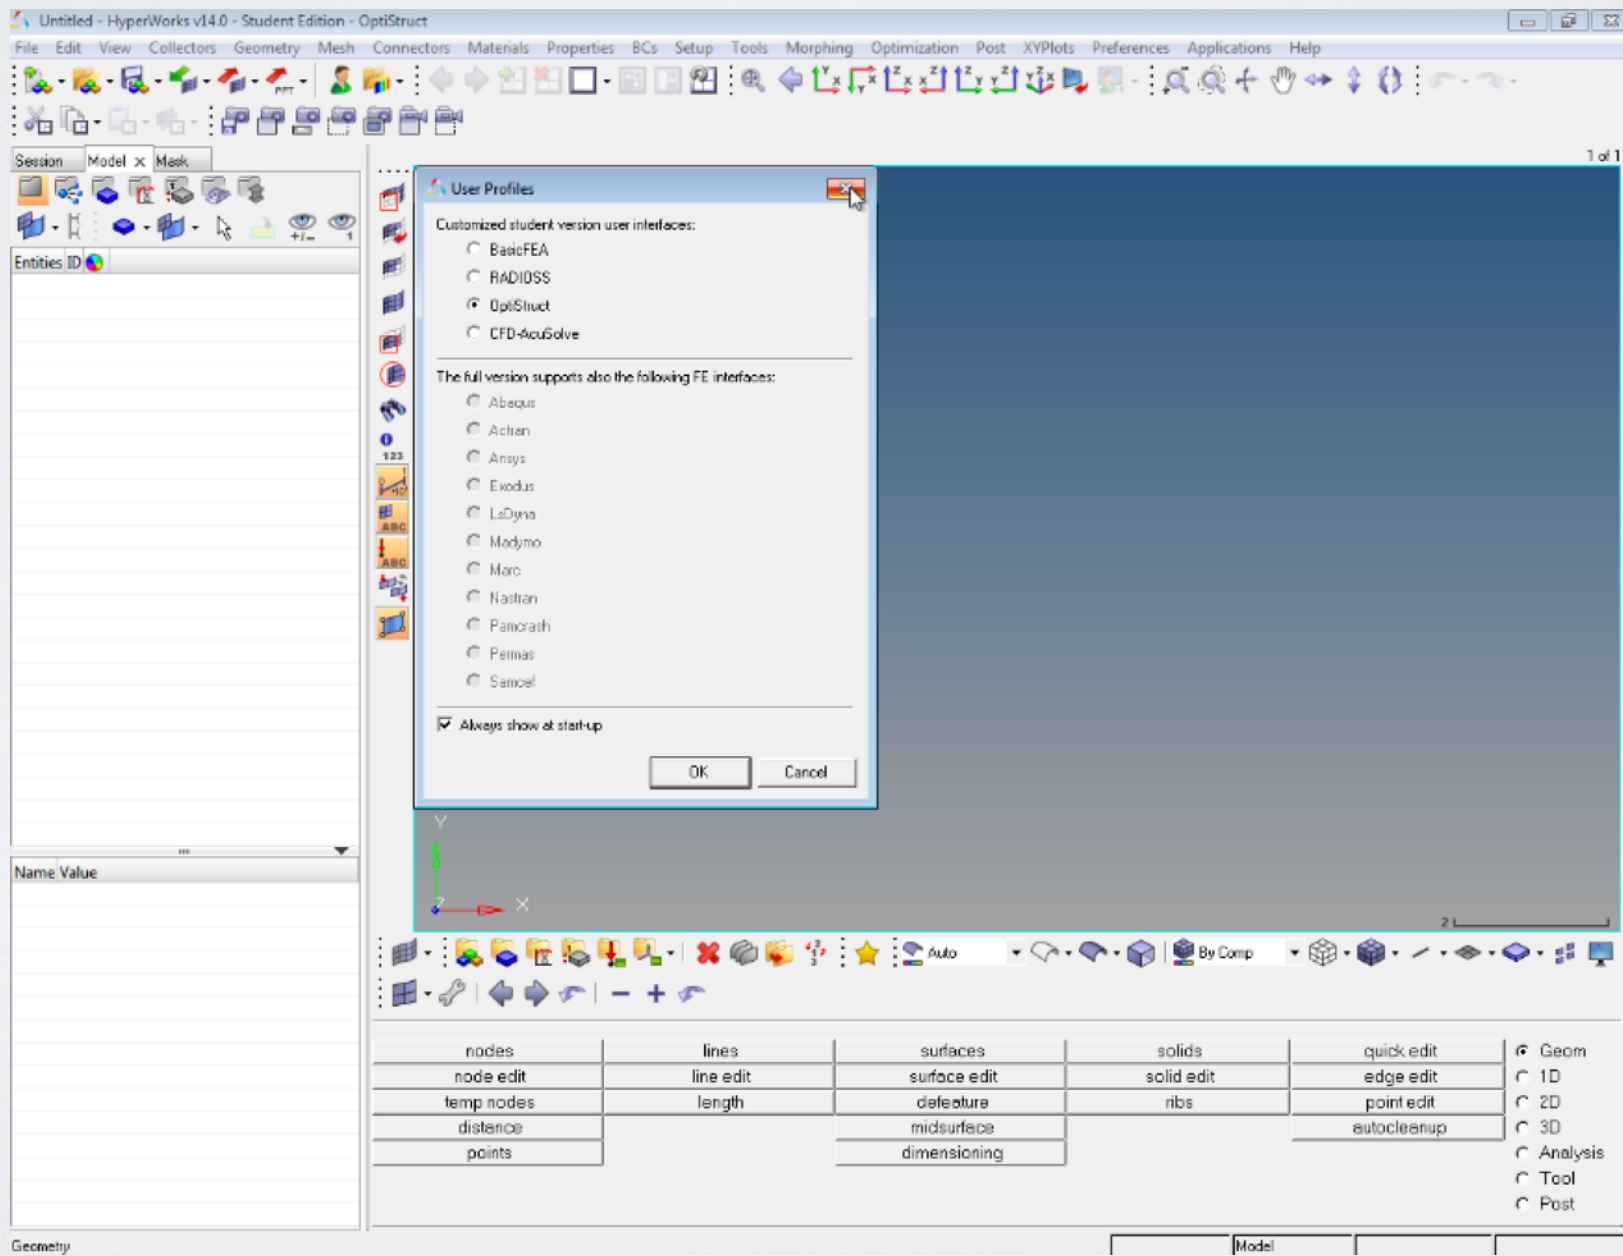 Untitled - HyperWorks v14.0 - Student Edition - OptiStruct
File Edit View Collectors Geometry Mesh Connectors Materials Properties BCs Setup Tools Morphing Optimization Post XYPlots Preferences Applications Help
Session Model x Mask
1 of 1
Entities ID
User Profiles
Customized student version user interfaces:
BasicFEA
RADIOSS
OptiStruct
CFD-AcuSolve
The full version supports also the following FE interfaces:
Abaqus
Actran
Ansys
Exodus
LsDyna
Madymo
Marc
Nastran
Pamcrash
Permas
Samcef
Always show at start-up
OK Cancel
123
ABC
ABC
Y
Z X
2
Name Value
Auto By Comp
nodes lines surfaces solids quick edit Geom
node edit line edit surface edit solid edit edge edit 1D
temp nodes length defeature ribs point edit 2D
distance midsurface autocleanup 3D
points dimensioning Analysis
Tool
Post
Geometry Model